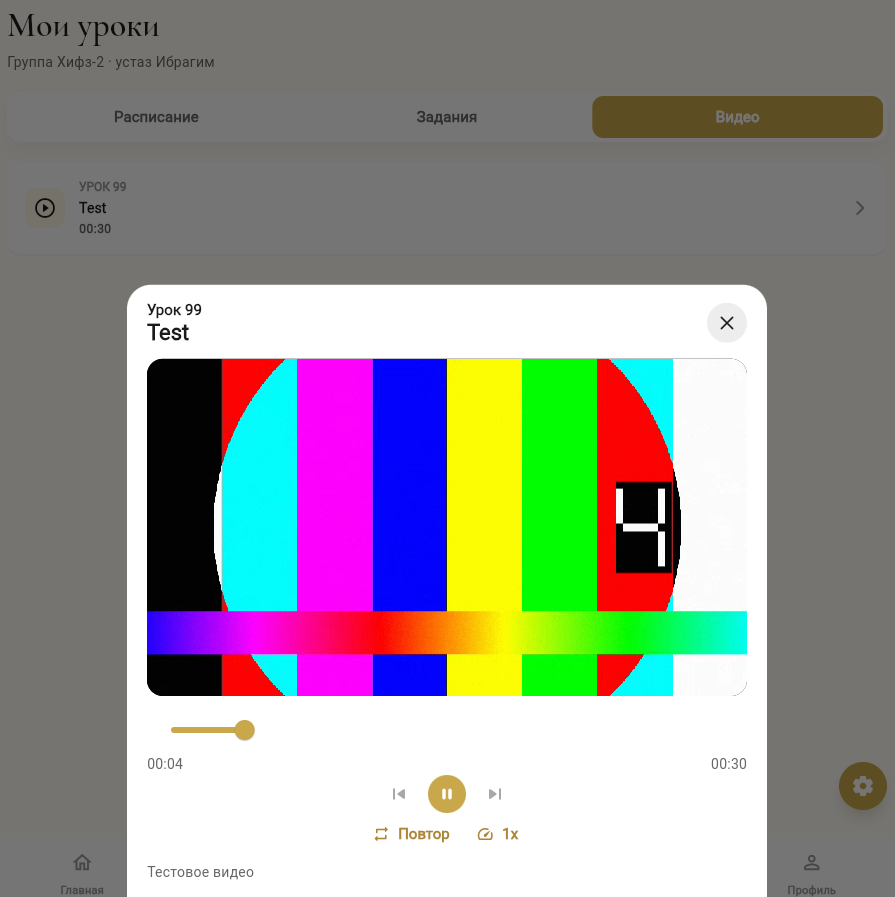 Мои уроки
Группа Хифз-2 · устаз Ибрагим
Расписание Задания Видео
УРОК 99
Test
00:30
Урок 99
Test
4
00:04 00:30
Повтор 1x
Тестовое видео
Главная Профиль